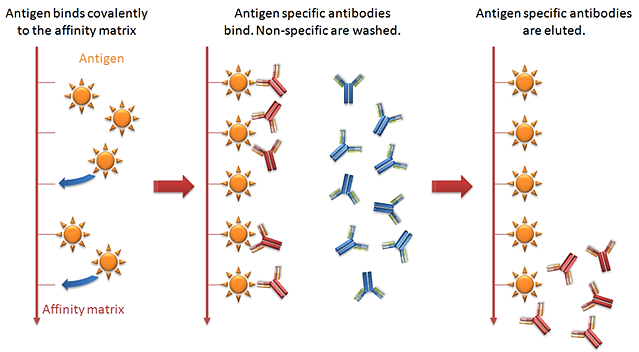 Antigen binds covalently
to the affinity matrix
Antigen
Affinity matrix
Antigen specific antibodies
bind. Non-specific are washed.
Antigen specific antibodies
are eluted.